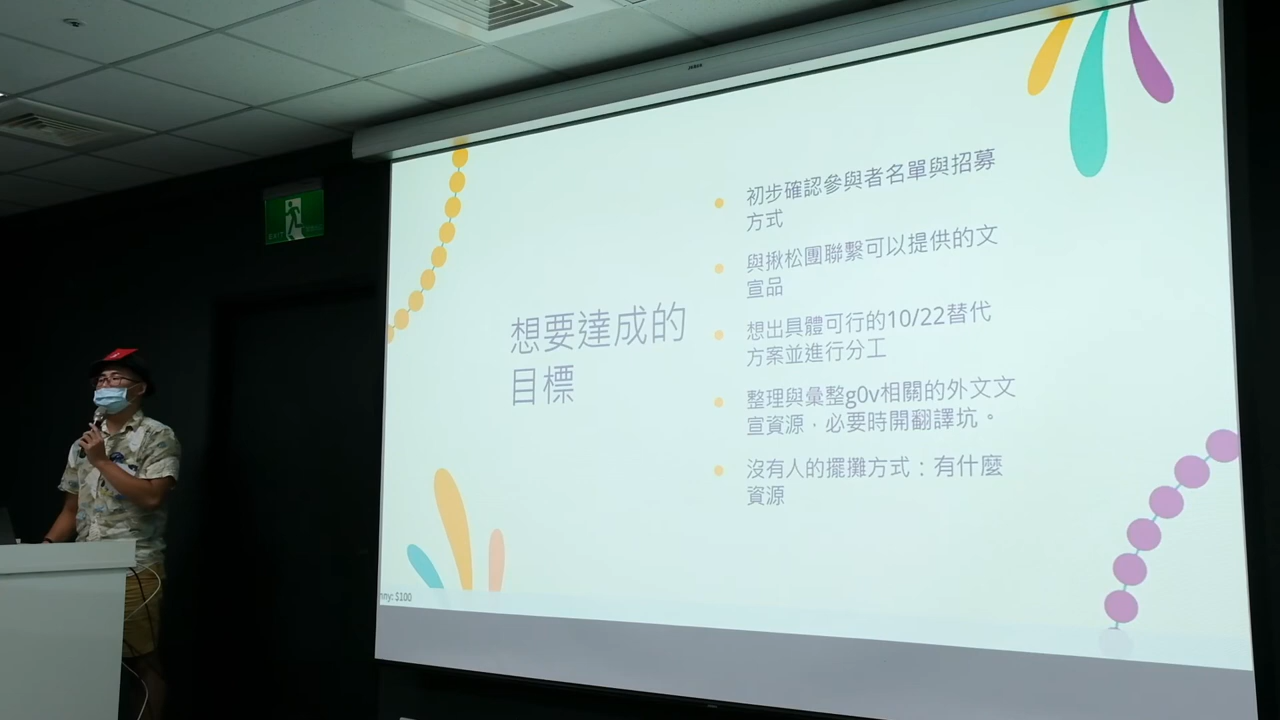 想要達成的
目標
初步確認參與者名單與招募
方式
與揪松團聯繫可以提供的文
宣品
想出具體可行的10/22替代
方案並進行分工
整理與彙整g0v相關的外文文
宣資源，必要時開翻譯坑。
沒有人的擺攤方式：有什麼
資源
nny: $100
EXIT